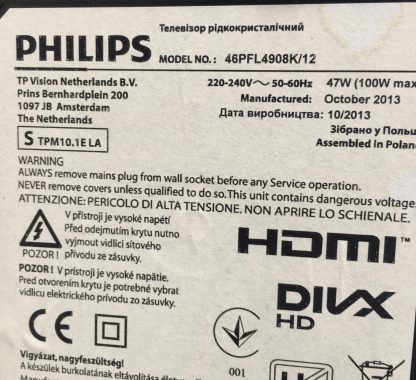 Телевізор рідкокристалічний
PHILIPS MODEL NO.: 46PFL4908K/12
TP Vision Netherlands B.V. 220-240V～50-60Hz 47W (100W max
Prins Bernhardplein 200 Manufactured: October 2013
1097 JB Amsterdam Дата виробництва: 10/2013
The Netherlands Зібрано у Польщ
S TPM10.1E LA Assembled in Poland
WARNING
ALWAYS remove mains plug from wall socket before any Service operation.
NEVER remove covers unless qualified to do so. This unit contains dangerous voltage
ATTENZIONE: PERICOLO DI ALTA TENSIONE. NON APRIRE LO SCHIENALE.
V přístroji je vysoké napětí
Před odejmutím krytu nutno
vyjmout vidlici síťového
POZOR! přívodu ze zásuvky.
HDMI
POZOR! V prístroji je vysoké napätie.
Pred otvorením krytu je potrebné vybrat
vidlicu elektrického prívodu zo zásuvky.
DIVX
HD
CE
001
Vigyázat, nagyfeszültség!
A készülek burkolatának eltávolítása